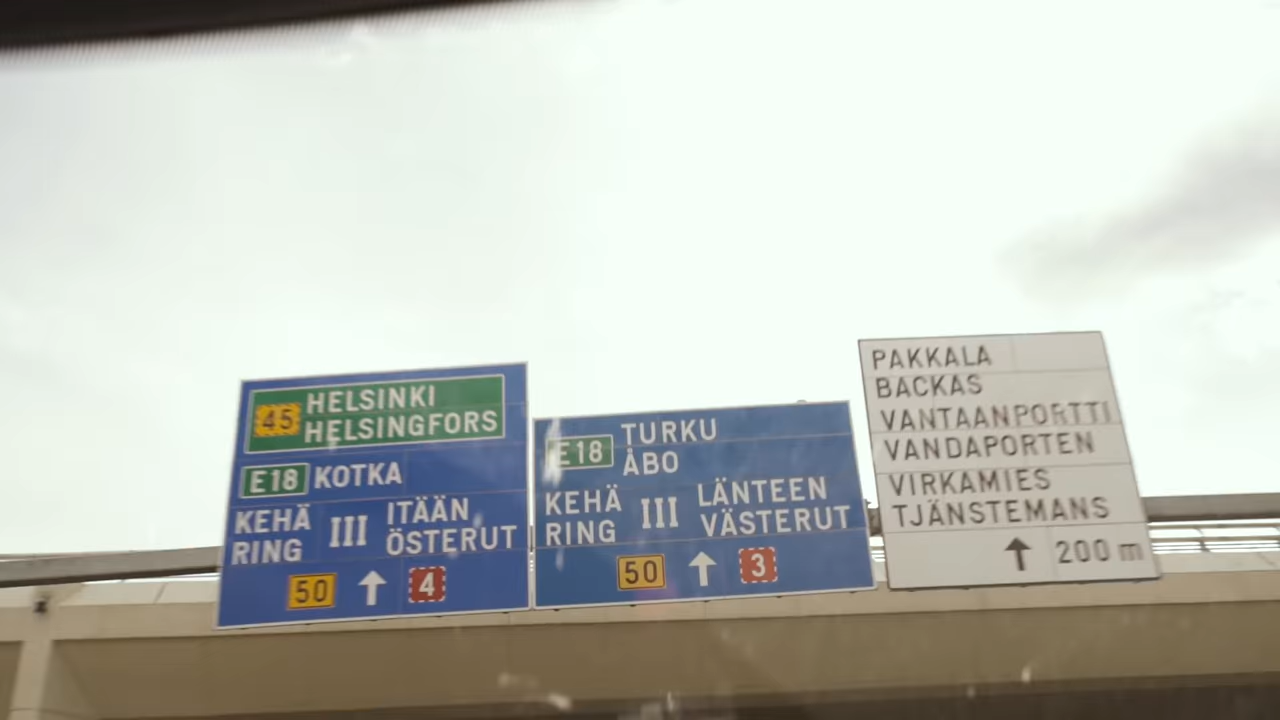 45 HELSINKI
HELSINGFORS
E18 KOTKA
KEHÄ III ITÄÄN
RING ÖSTERUT
50 4
E18 TURKU
ÅBO
KEHÄ III LÄNTEEN
RING VÄSTERUT
50 3
PAKKALA
BACKAS
VANTAANPORTTI
VANDAPORTEN
VIRKAMIES
TJÄNSTEMANS
200 m